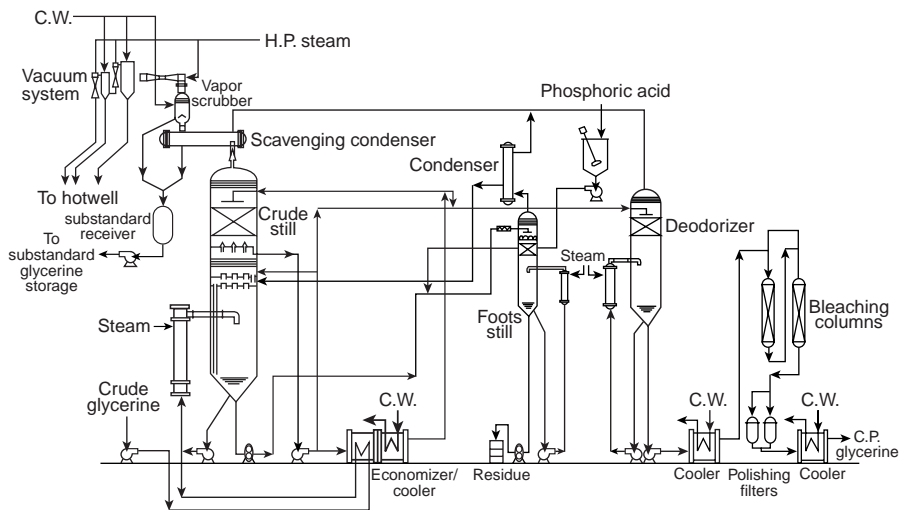 C.W.
H.P. steam
Vacuum
system
Vapor
scrubber
Phosphoric acid
Scavenging condenser
Condenser
To hotwell
substandard
receiver
Crude
still
Deodorizer
To
substandard
glycerine
storage
Steam
Steam
Foots
still
Bleaching
columns
Crude
glycerine
C.W.
C.W.
C.W.
C.P.
glycerine
Economizer/
cooler
Residue
Cooler
Polishing
filters
Cooler